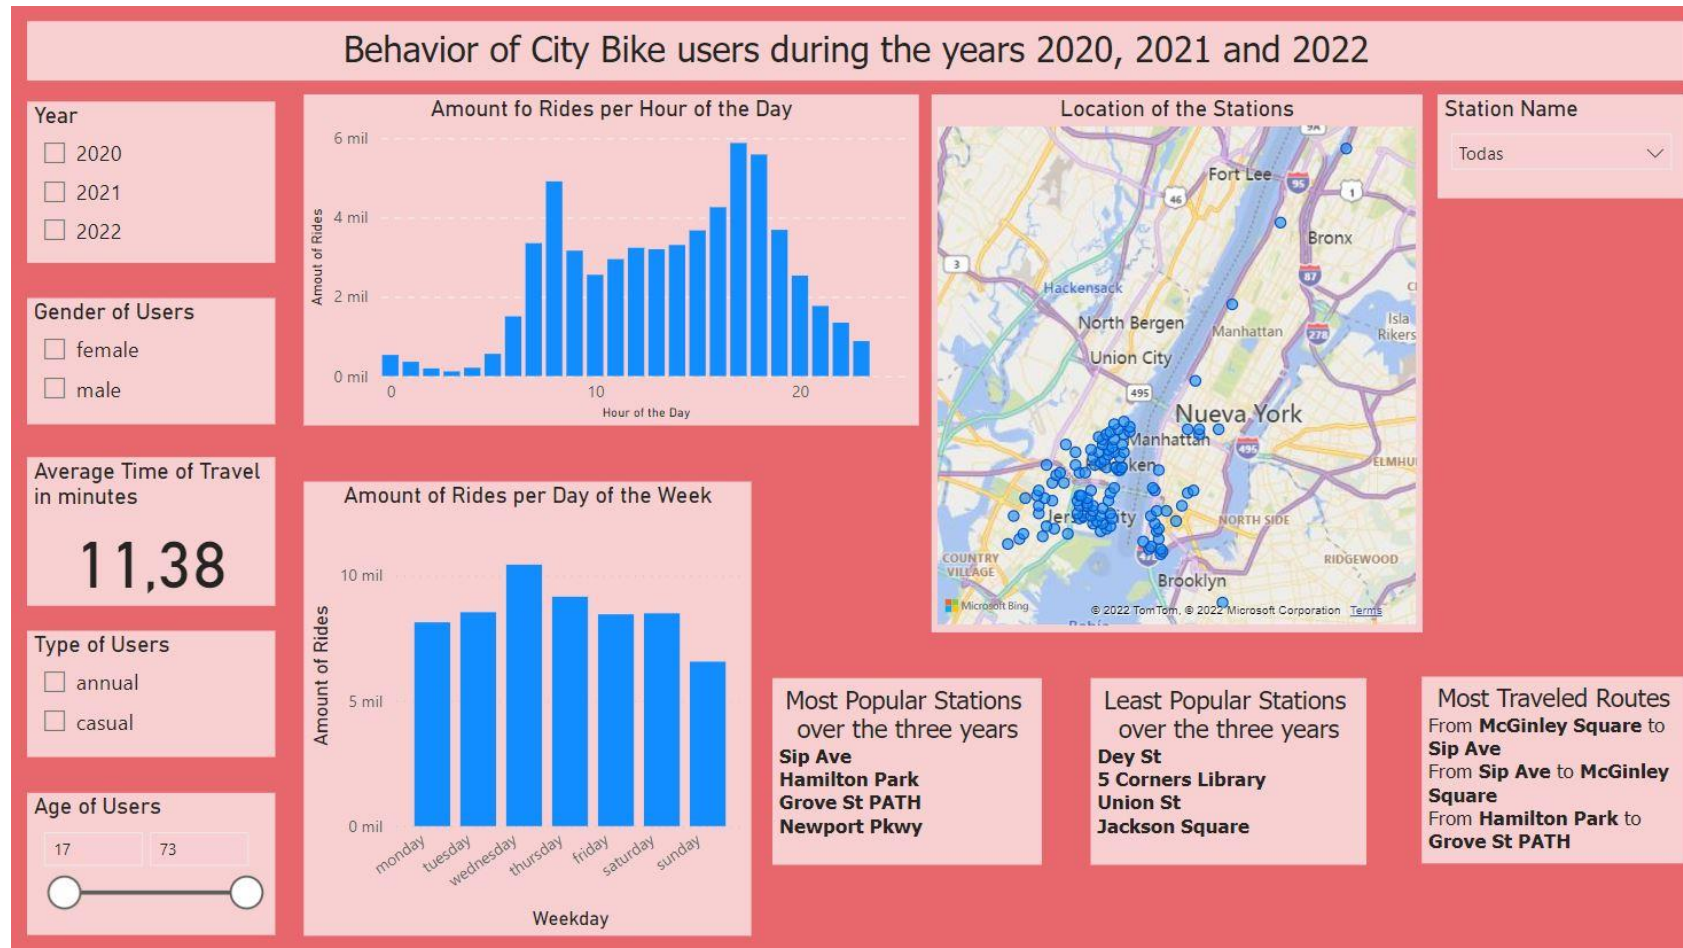 Behavior of City Bike users during the years 2020, 2021 and 2022
Year
2020
2021
2022
Gender of Users
female
male
Average Time of Travel
in minutes
11,38
Type of Users
annual
casual
Age of Users
17
73
Amount fo Rides per Hour of the Day
6 mil
4 mil
2 mil
0 mil
Amout of Rides
0
10
20
Hour of the Day
Amount of Rides per Day of the Week
10 mil
5 mil
0 mil
Amount of Rides
monday
tuesday
wednesday
thursday
friday
saturday
sunday
Weekday
Location of the Stations
9A
Fort Lee
95
46
1
Bronx
3
87
Hackensack
Isla
Rikers
North Bergen
Manhattan
278
Union City
495
Nueva York
Manhattan
495
NORTH SIDE
COUNTRY
VILLAGE
RIDGEWOOD
Brooklyn
Microsoft Bing
© 2022 TomTom, © 2022 Microsoft Corporation
Terms
Station Name
Todas
Most Popular Stations
over the three years
Sip Ave
Hamilton Park
Grove St PATH
Newport Pkwy
Least Popular Stations
over the three years
Dey St
5 Corners Library
Union St
Jackson Square
Most Traveled Routes
From McGinley Square to
Sip Ave
From Sip Ave to McGinley
Square
From Hamilton Park to
Grove St PATH